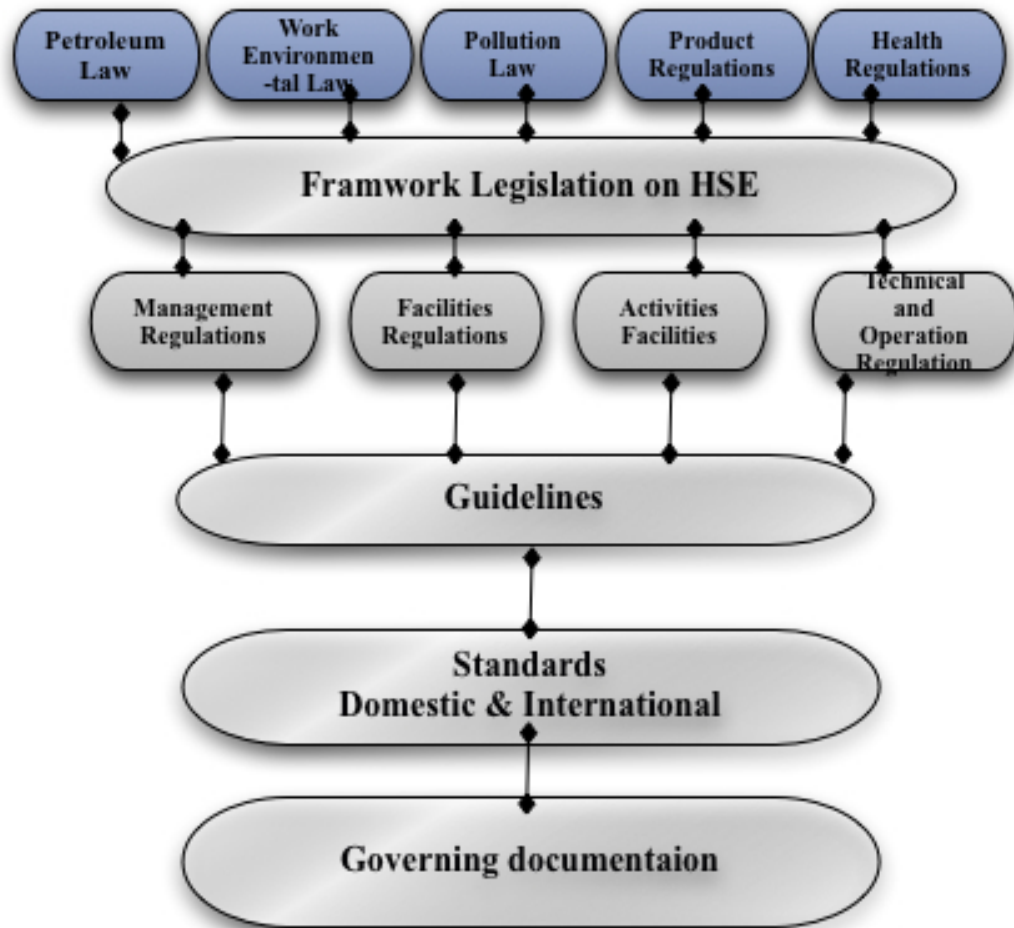 Petroleum
Law
Work
Environmen
-tal Law
Pollution
Law
Product
Regulations
Health
Regulations
Framwork Legislation on HSE
Management
Regulations
Facilities
Regulations
Activities
Facilities
Technical
and
Operation
Regulation
Guidelines
Standards
Domestic & International
Governing documentaion